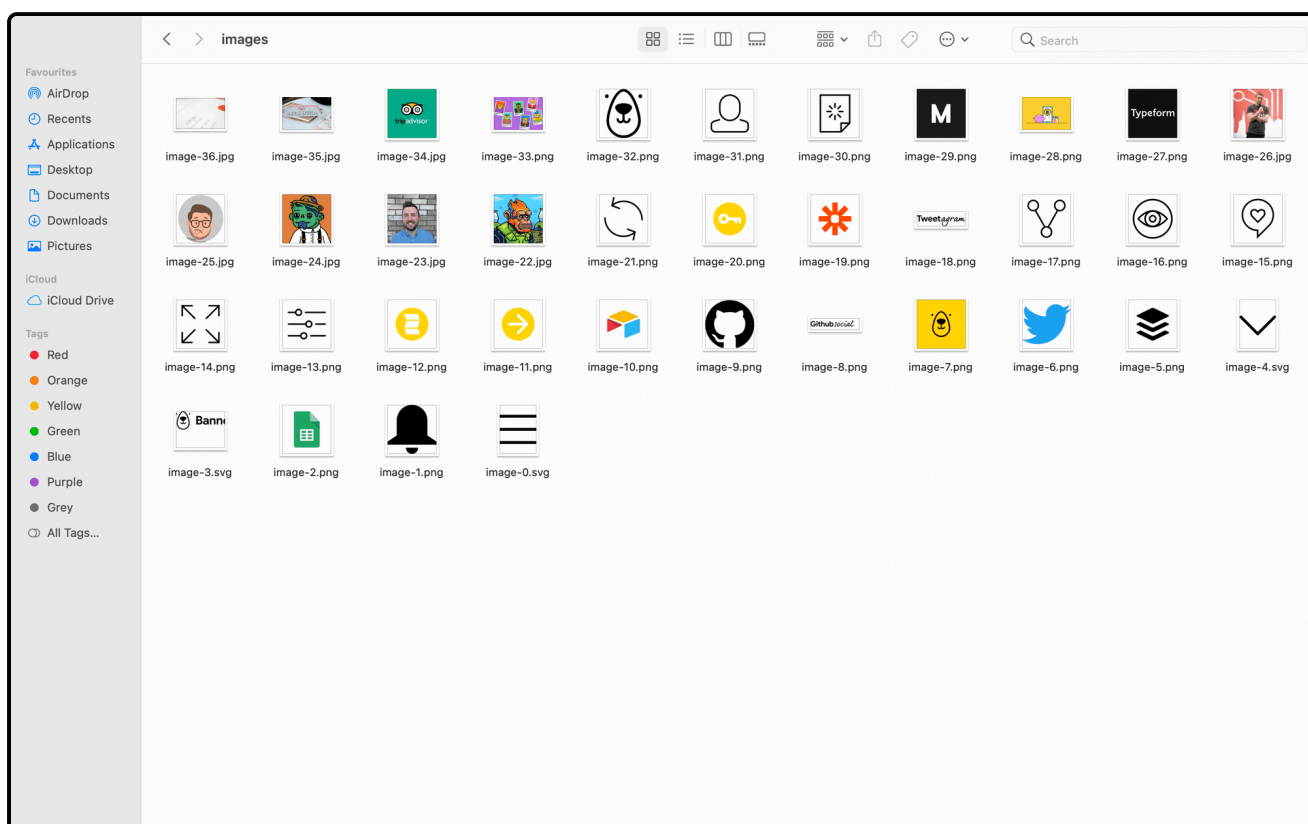 images
Search
Favourites
AirDrop
Recents
Applications
Desktop
Documents
Downloads
Pictures
iCloud
iCloud Drive
Tags
Red
Orange
Yellow
Green
Blue
Purple
Grey
All Tags...
tripadvisor
M
Typeform
image-36.jpg image-35.jpg image-34.jpg image-33.png image-32.png image-31.png image-30.png image-29.png image-28.png image-27.png image-26.jpg
Tweetagram
image-25.jpg image-24.jpg image-23.jpg image-22.jpg image-21.png image-20.png image-19.png image-18.png image-17.png image-16.png image-15.png
Githubsocial
image-14.png image-13.png image-12.png image-11.png image-10.png image-9.png image-8.png image-7.png image-6.png image-5.png image-4.svg
Bann
image-3.svg image-2.png image-1.png image-0.svg